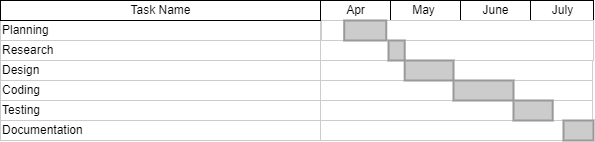 Task Name Apr May June July
Planning
Research
Design
Coding
Testing
Documentation